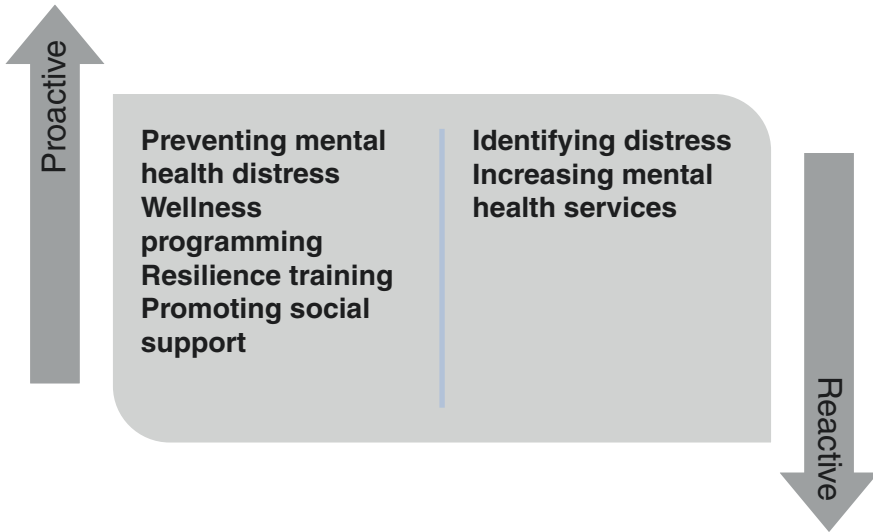 Proactive
Preventing mental
health distress
Wellness
programming
Resilience training
Promoting social
support
Identifying distress
Increasing mental
health services
Reactive